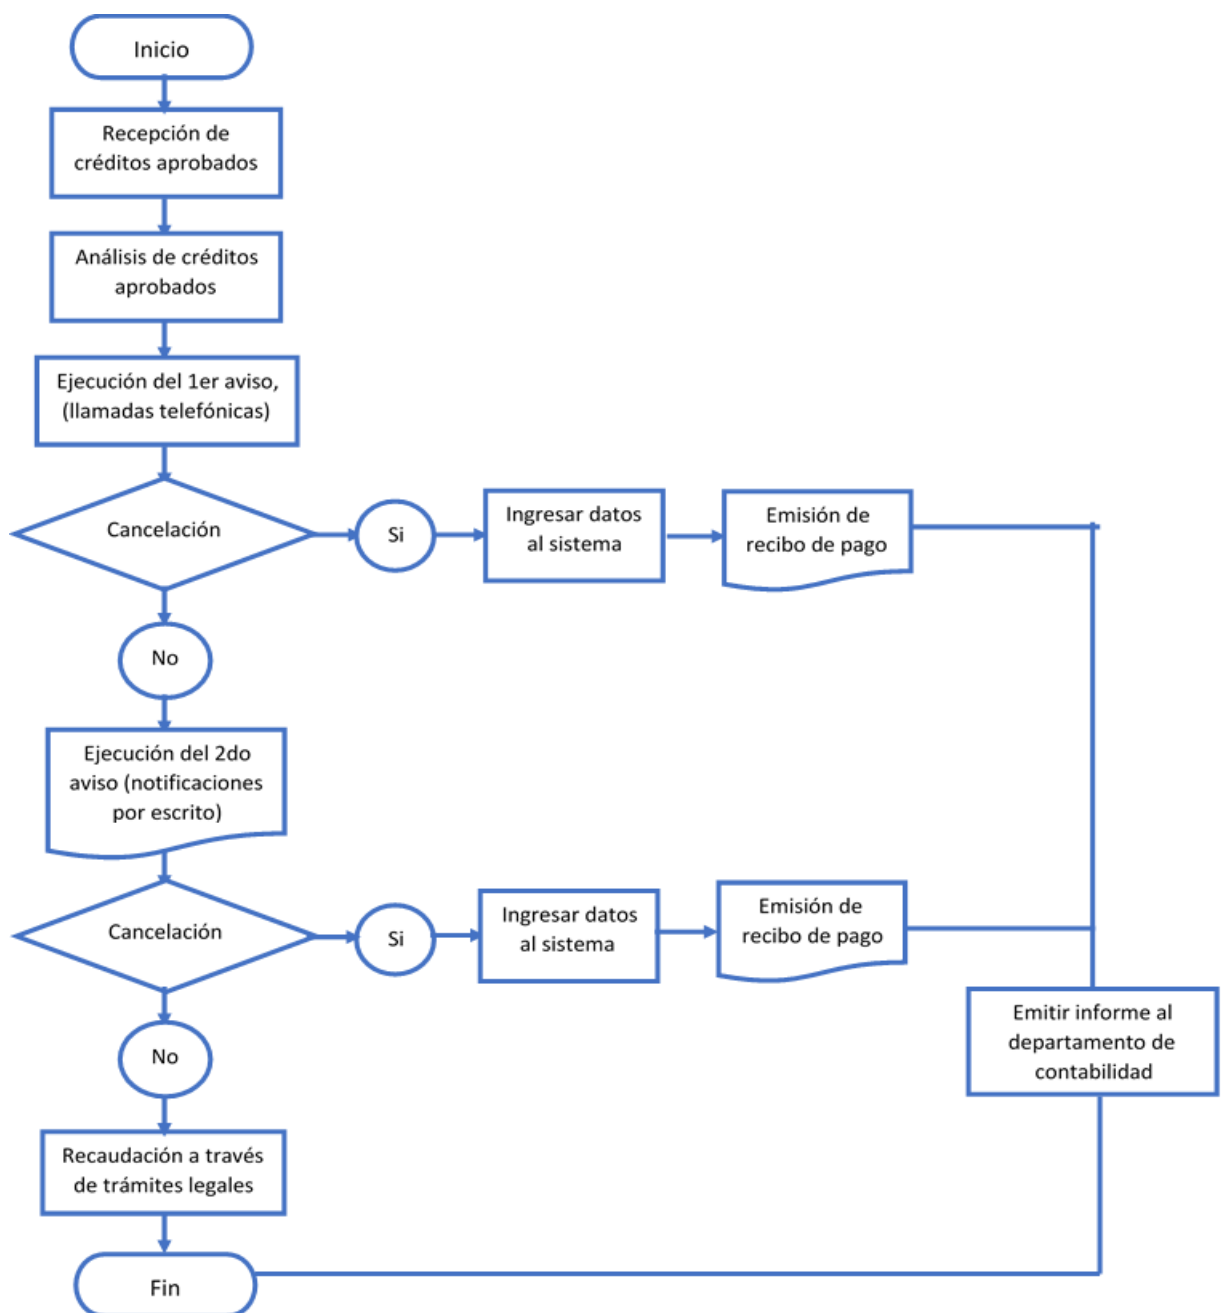 Inicio
Recepción de
créditos aprobados
Análisis de créditos
aprobados
Ejecución del 1er aviso,
(llamadas telefónicas)
Cancelación
Si
Ingresar datos
al sistema
Emisión de
recibo de pago
No
Ejecución del 2do
aviso (notificaciones
por escrito)
Cancelación
Si
Ingresar datos
al sistema
Emisión de
recibo de pago
Emitir informe al
departamento de
contabilidad
No
Recaudación a través
de trámites legales
Fin